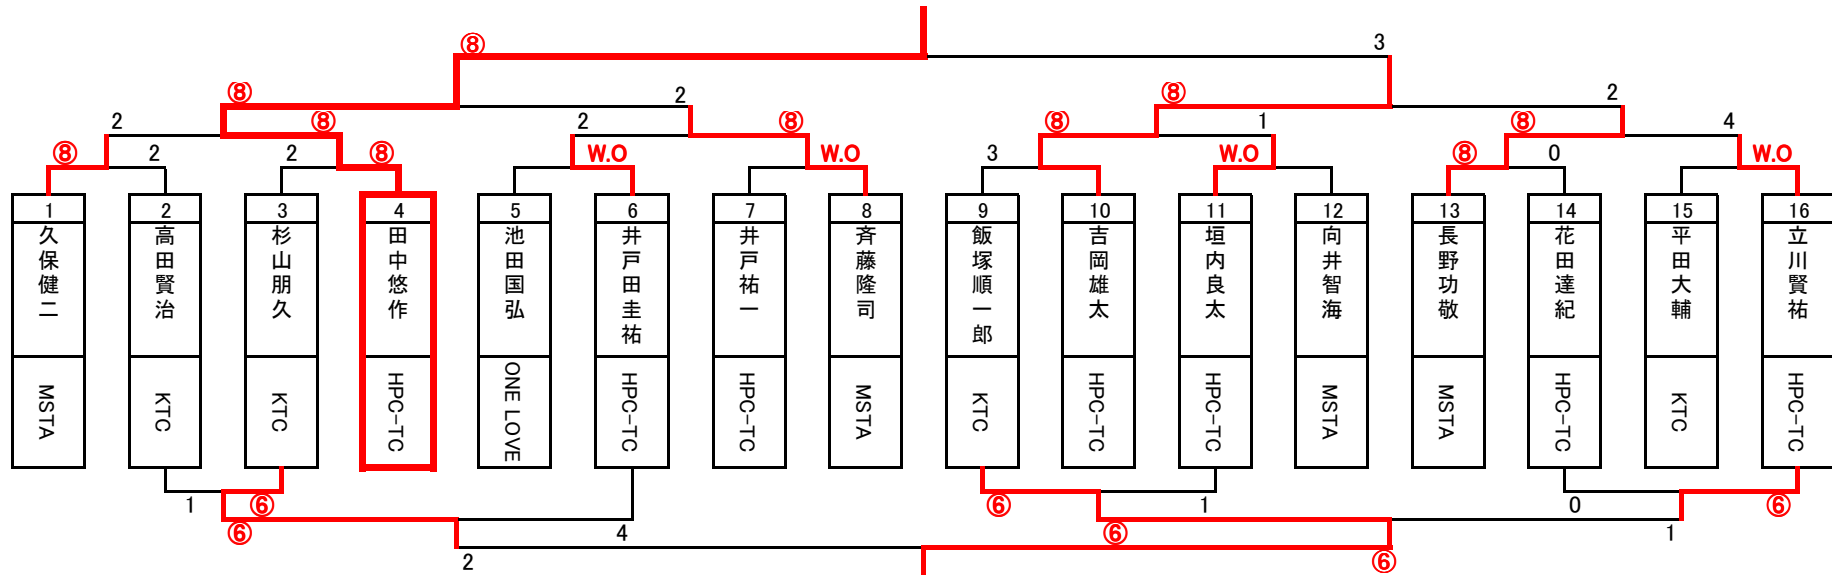 ⑧ 3
⑧ 2 ⑧ 2
2 ⑧ 2 ⑧ ⑧ 1 ⑧ 4
⑧ 2 2 ⑧ W.O W.O 3 W.O ⑧ 0 W.O
1 2 3 4 5 6 7 8 9 10 11 12 13 14 15 16
久保健二
高田賢治
杉山朋久
田中悠作
池田国弘
井戸田圭祐
井戸祐一
斉藤隆司
飯塚順一郎
吉岡雄太
垣内良太
向井智海
長野功敬
花田達紀
平田大輔
立川賢祐
MSTA
KTC
KTC
HPC-TC
ONE LOVE
HPC-TC
HPC-TC
MSTA
KTC
HPC-TC
HPC-TC
MSTA
MSTA
HPC-TC
KTC
HPC-TC
1 ⑥ ⑥ 1 0 ⑥
⑥ 4 ⑥ 1
2 ⑥